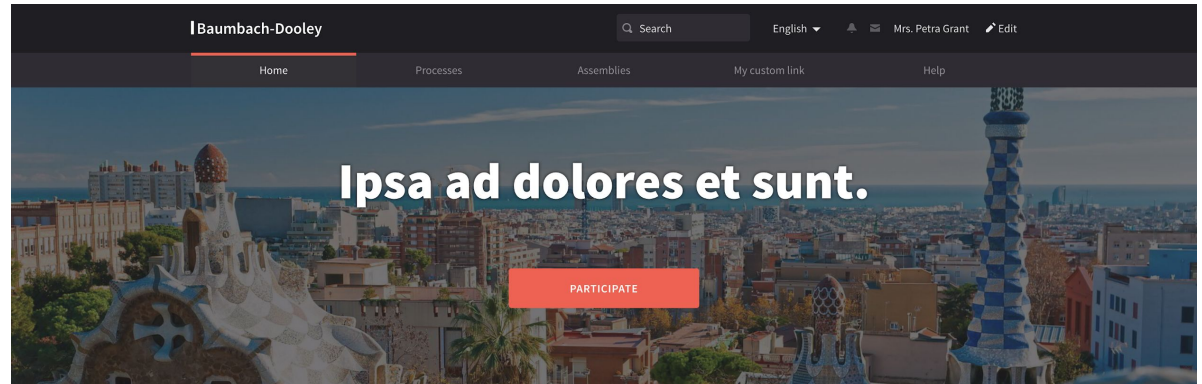 Baumbach-Dooley
Search
English
Mrs. Petra Grant
Edit
Home
Processes
Assemblies
My custom link
Help
Ipsa ad dolores et sunt.
PARTICIPATE